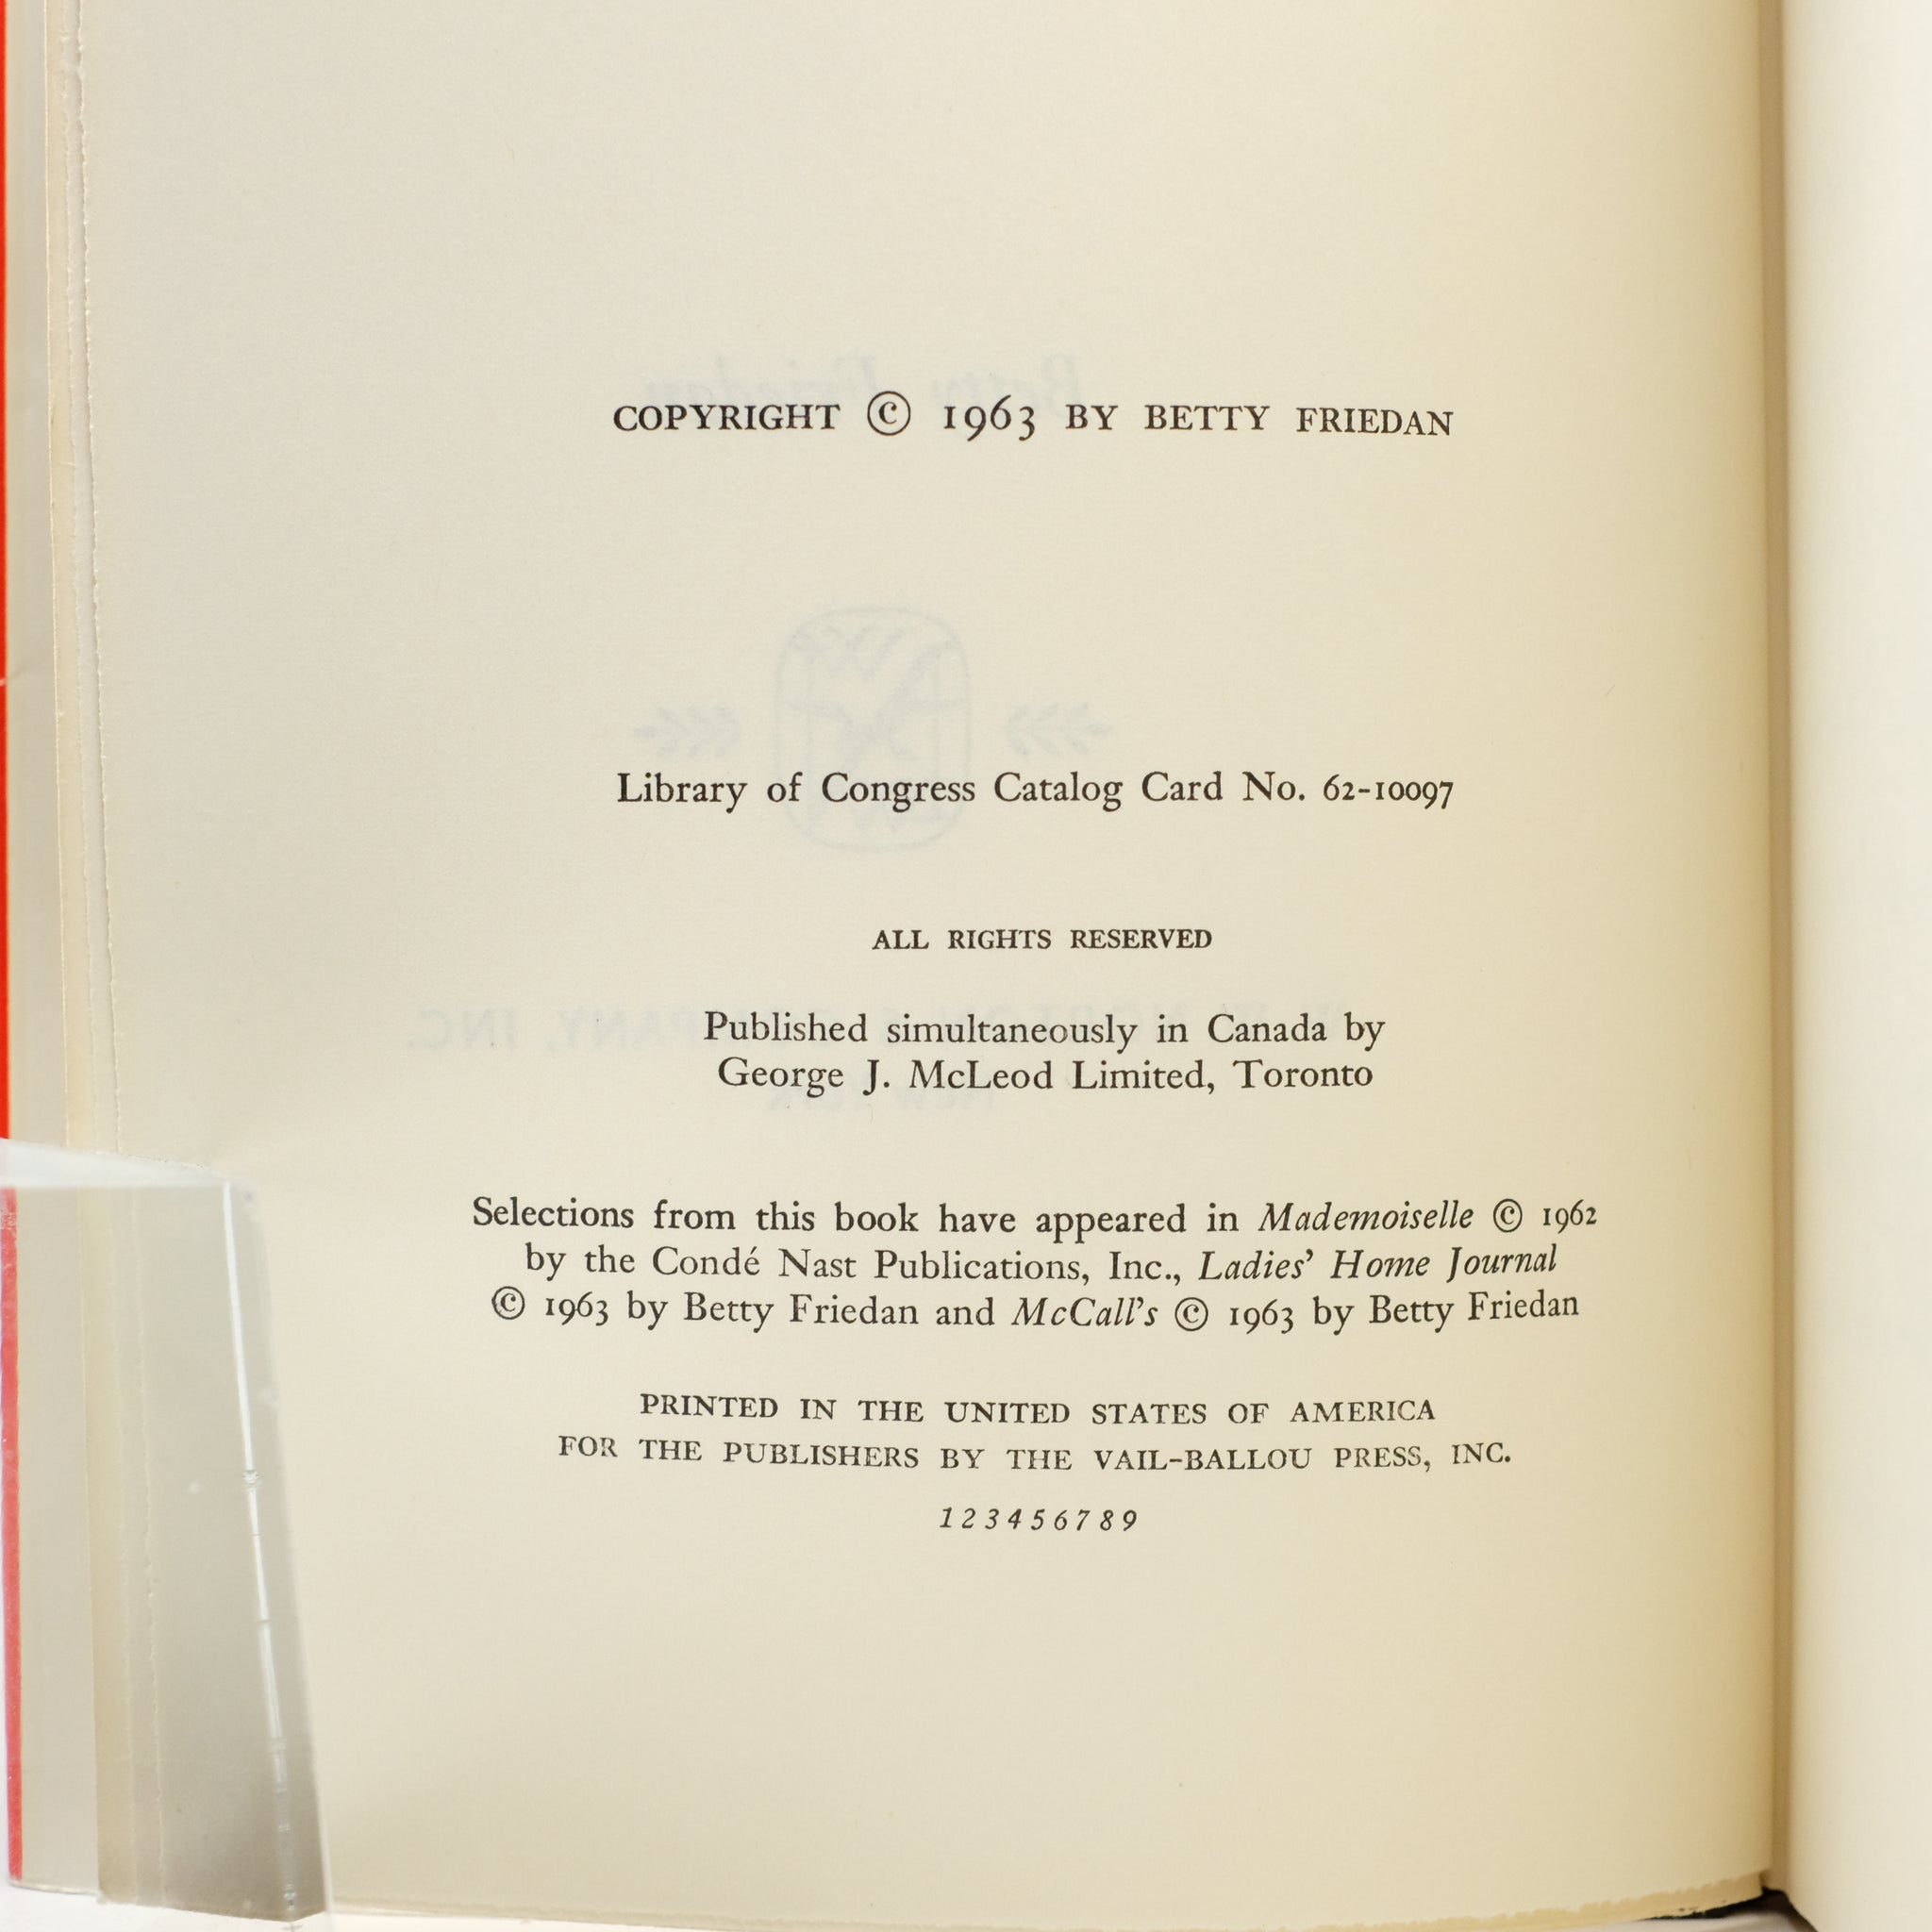 COPYRIGHT © 1963 BY BETTY FRIEDAN
Library of Congress Catalog Card No. 62-10097
ALL RIGHTS RESERVED
Published simultaneously in Canada by
George J. McLeod Limited, Toronto
Selections from this book have appeared in Mademoiselle © 1962
by the Condé Nast Publications, Inc., Ladies’ Home Journal
© 1963 by Betty Friedan and McCall’s © 1963 by Betty Friedan
PRINTED IN THE UNITED STATES OF AMERICA
FOR THE PUBLISHERS BY THE VAIL-BALLOU PRESS, INC.
1 2 3 4 5 6 7 8 9